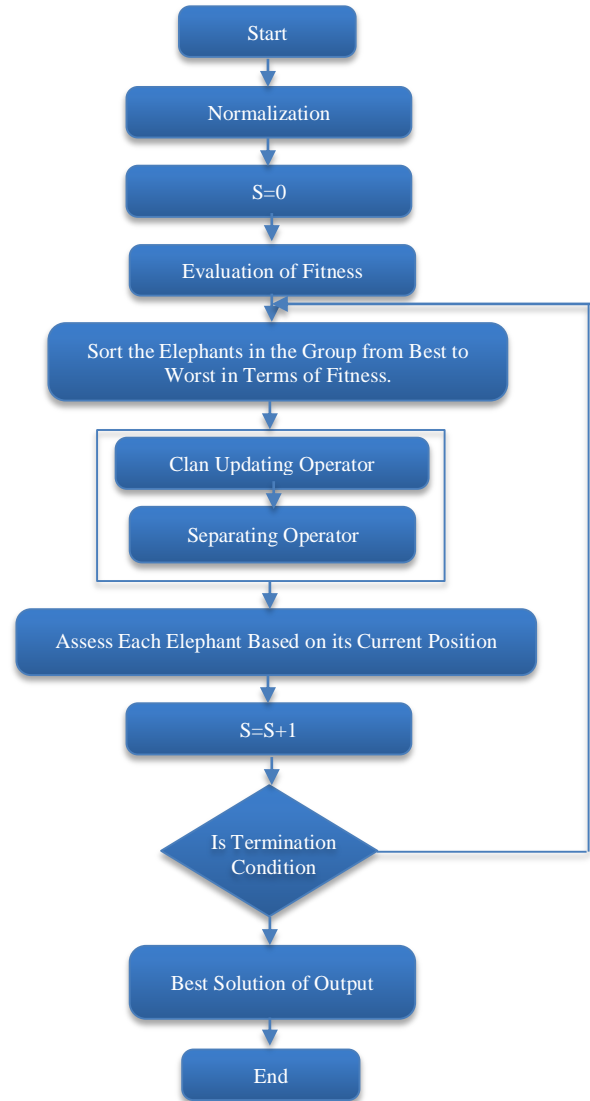 Start
Normalization
S=0
Evaluation of Fitness
Sort the Elephants in the Group from Best to
Worst in Terms of Fitness.
Clan Updating Operator
Separating Operator
Assess Each Elephant Based on its Current Position
S=S+1
Is Termination
Condition
Best Solution of Output
End